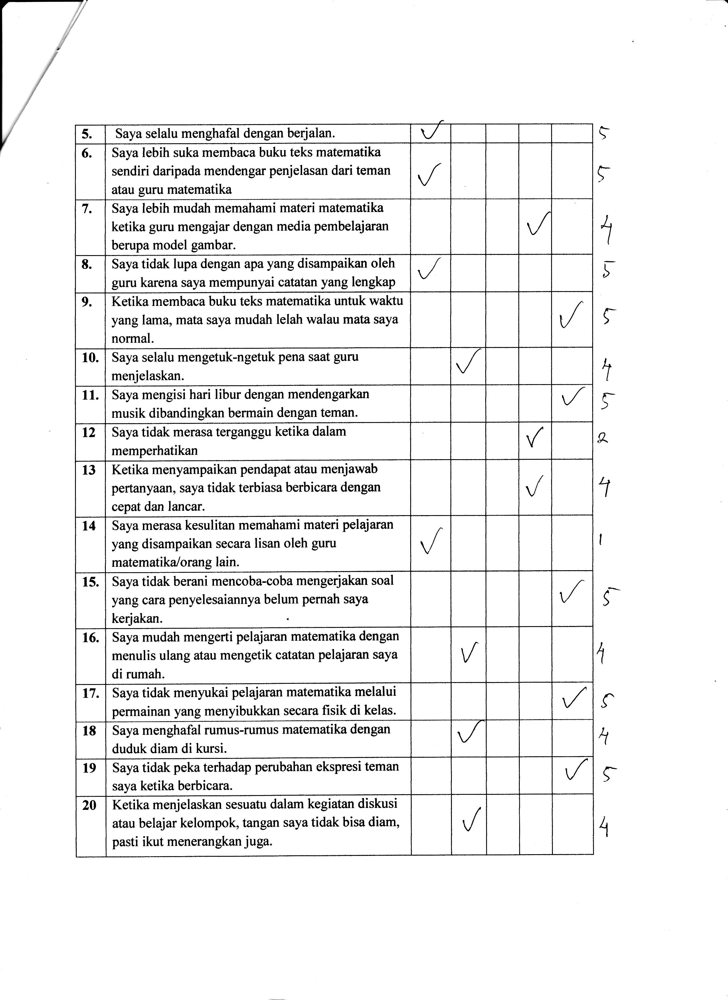 5. Saya selalu menghafal dengan berjalan. ✓ 5
6. Saya lebih suka membaca buku teks matematika
sendiri daripada mendengar penjelasan dari teman ✓ 5
atau guru matematika
7. Saya lebih mudah memahami materi matematika
ketika guru mengajar dengan media pembelajaran ✓ 4
berupa model gambar.
8. Saya tidak lupa dengan apa yang disampaikan oleh ✓ 5
guru karena saya mempunyai catatan yang lengkap
9. Ketika membaca buku teks matematika untuk waktu
yang lama, mata saya mudah lelah walau mata saya ✓ 5
normal.
10. Saya selalu mengetuk-ngetuk pena saat guru ✓ 4
menjelaskan.
11. Saya mengisi hari libur dengan mendengarkan ✓ 5
musik dibandingkan bermain dengan teman.
12 Saya tidak merasa terganggu ketika dalam ✓ 2
memperhatikan
13 Ketika menyampaikan pendapat atau menjawab
pertanyaan, saya tidak terbiasa berbicara dengan ✓ 4
cepat dan lancar.
14 Saya merasa kesulitan memahami materi pelajaran
yang disampaikan secara lisan oleh guru ✓ 1
matematika/orang lain.
15. Saya tidak berani mencoba-coba mengerjakan soal
yang cara penyelesaiannya belum pernah saya ✓ 5
kerjakan.
16. Saya mudah mengerti pelajaran matematika dengan
menulis ulang atau mengetik catatan pelajaran saya ✓ 4
di rumah.
17. Saya tidak menyukai pelajaran matematika melalui ✓ 5
permainan yang menyibukkan secara fisik di kelas.
18 Saya menghafal rumus-rumus matematika dengan ✓ 4
duduk diam di kursi.
19 Saya tidak peka terhadap perubahan ekspresi teman ✓ 5
saya ketika berbicara.
20 Ketika menjelaskan sesuatu dalam kegiatan diskusi
atau belajar kelompok, tangan saya tidak bisa diam, ✓ 4
pasti ikut menerangkan juga.